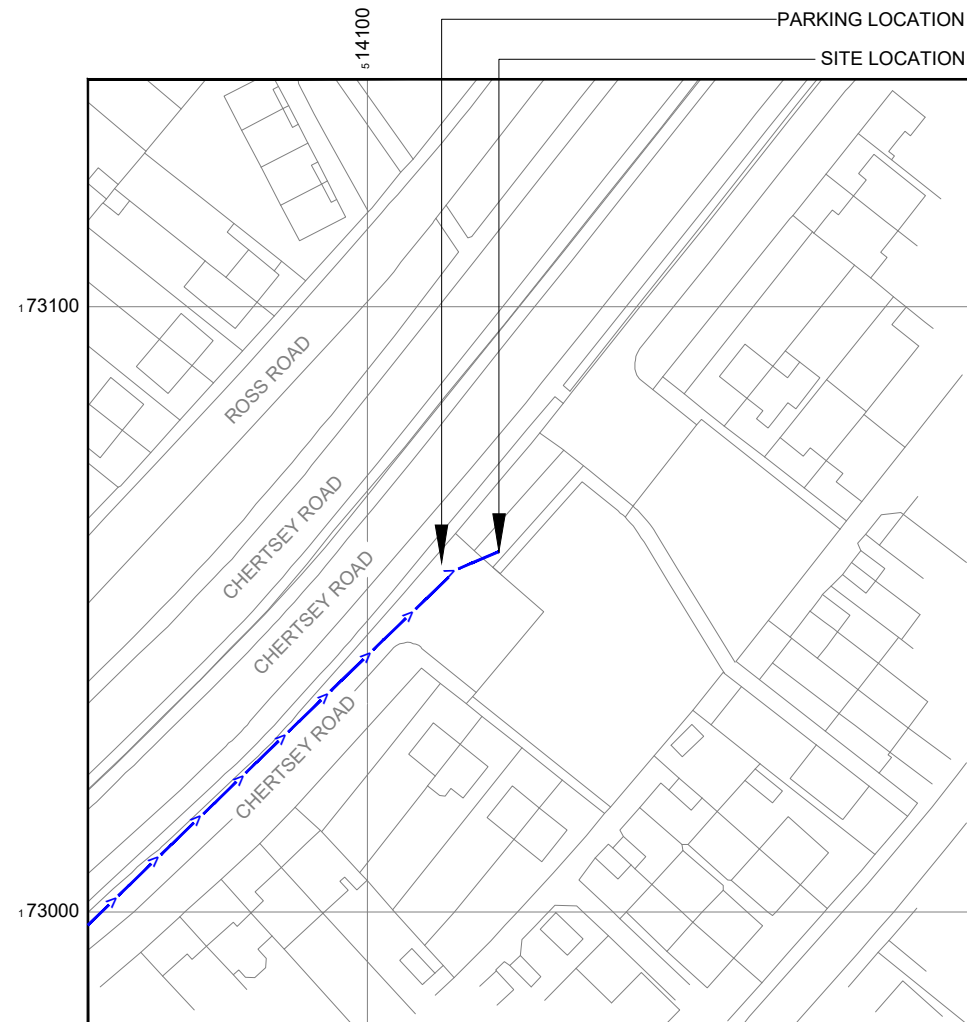 514100
PARKING LOCATION
SITE LOCATION
173100
ROSS ROAD
CHERTSEY ROAD
CHERTSEY ROAD
CHERTSEY ROAD
173000